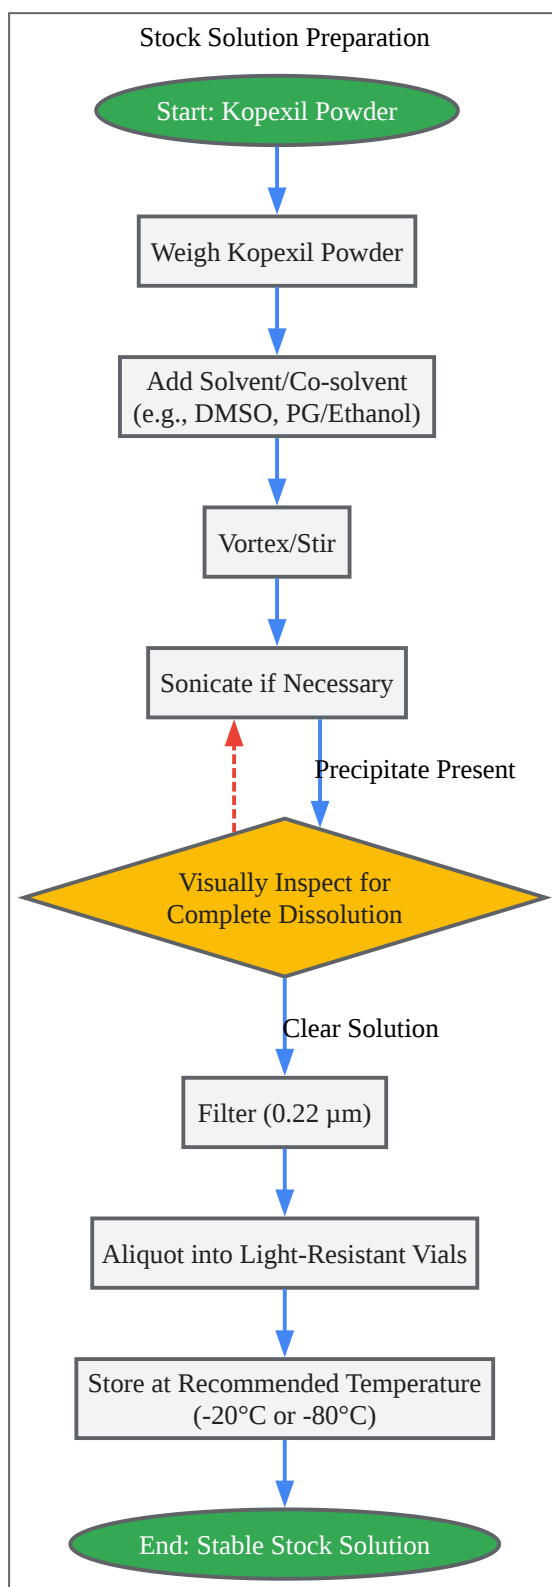 Stock Solution Preparation
Start: Kopexil Powder
Weigh Kopexil Powder
Add Solvent/Co-solvent
(e.g., DMSO, PG/Ethanol)
Vortex/Stir
Sonicate if Necessary
Precipitate Present
Visually Inspect for
Complete Dissolution
Clear Solution
Filter (0.22 µm)
Aliquot into Light-Resistant Vials
Store at Recommended Temperature
(-20°C or -80°C)
End: Stable Stock Solution